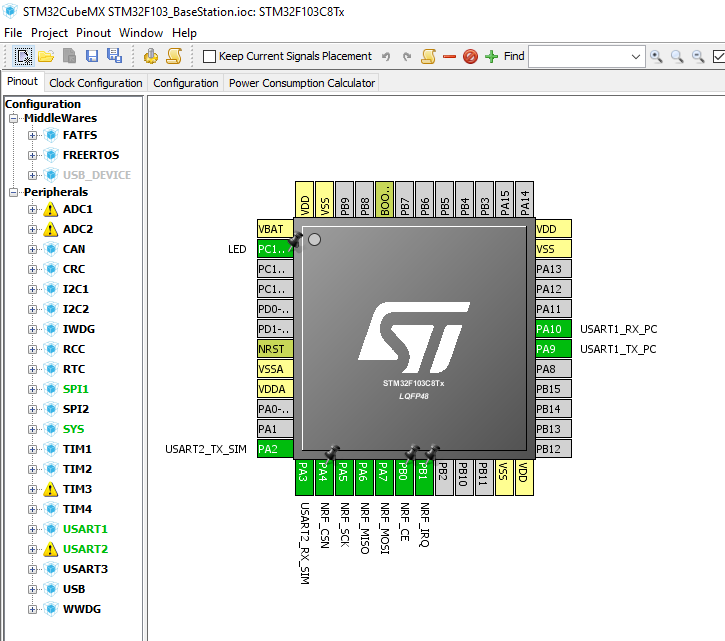 STM32CubeMX STM32F103_BaseStation.ioc: STM32F103C8Tx
File Project Pinout Window Help
Keep Current Signals Placement Find
Pinout Clock Configuration Configuration Power Consumption Calculator
Configuration
MiddleWares
FATFS
FREERTOS
USB_DEVICE
Peripherals
ADC1
ADC2
CAN
CRC
I2C1
I2C2
IWDG
RCC
RTC
SPI1
SPI2
SYS
TIM1
TIM2
TIM3
TIM4
USART1
USART2
USART3
USB
WWDG
VDD
VSS
PB9
PB8
BOO..
PB7
PB6
PB5
PB4
PB3
PA15
PA14
VBAT
LED PC1..
PC1..
PC1..
PD0-..
PD1-..
NRST
VSSA
VDDA
PA0-..
PA1
USART2_TX_SIM PA2
ST
STM32F103C8Tx
LQFP48
VDD
VSS
PA13
PA12
PA11
PA10 USART1_RX_PC
PA9 USART1_TX_PC
PA8
PB15
PB14
PB13
PB12
PA3
PA4
PA5
PA6
PA7
PB0
PB1
PB2
PB10
PB11
VSS
VDD
USART2_RX_SIM
NRF_CSN
NRF_SCK
NRF_MISO
NRF_MOSI
NRF_CE
NRF_IRQ